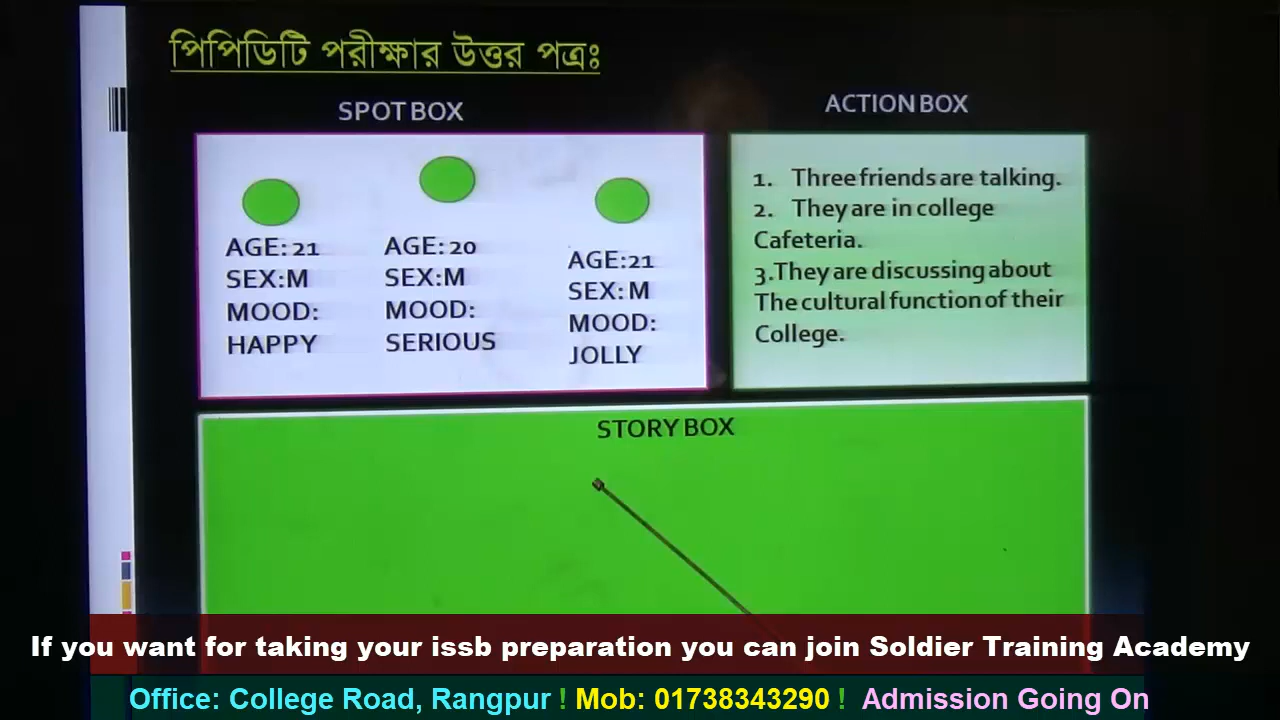 পিপিডিটি পরীক্ষার উত্তর পত্রঃ
SPOT BOX
ACTION BOX
AGE: 21
SEX:M
MOOD:
HAPPY
AGE: 20
SEX:M
MOOD:
SERIOUS
AGE:21
SEX: M
MOOD:
JOLLY
1. Three friends are talking.
2. They are in college
Cafeteria.
3.They are discussing about
The cultural function of their
College.
STORY BOX
If you want for taking your issb preparation you can join Soldier Training Academy
Office: College Road, Rangpur ! Mob: 01738343290 ! Admission Going On